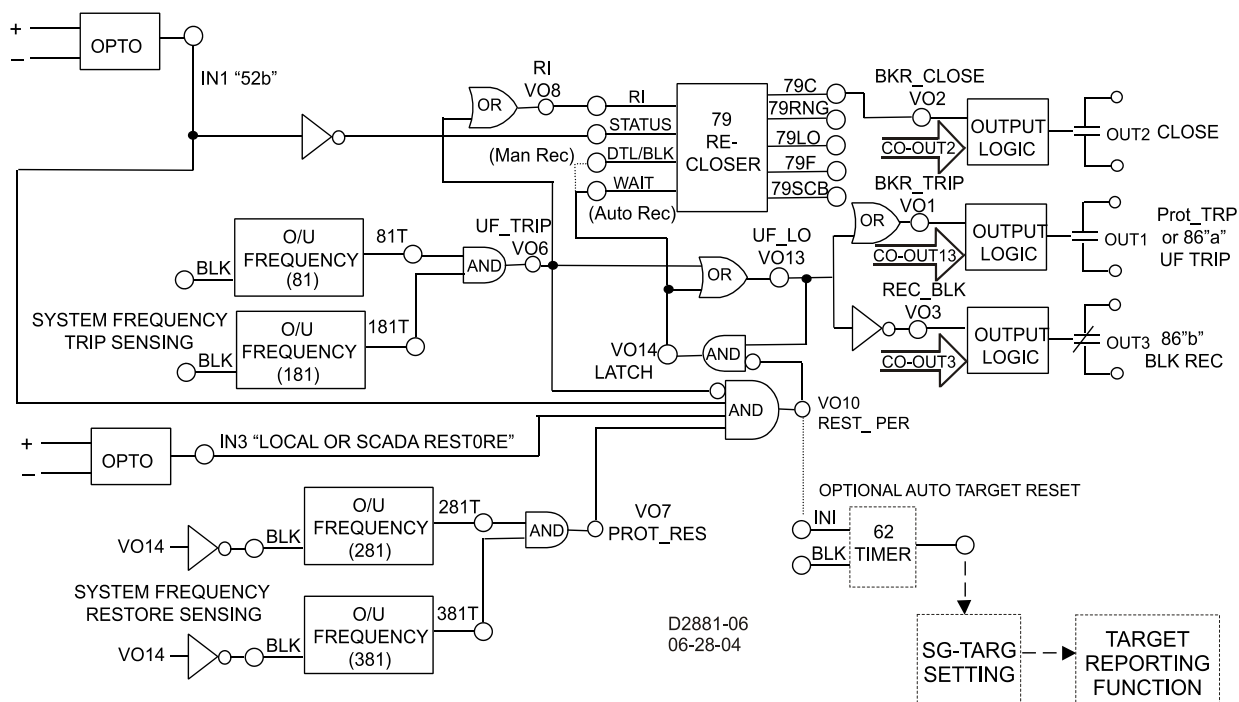 +
−
OPTO
IN1 “52b”
RI
VO8
OR
RI
STATUS
(Man Rec)
DTL/BLK
WAIT
(Auto Rec)
79
RE-
CLOSER
79C
79RNG
79LO
79F
79SCB
BKR_CLOSE
VO2
CO-OUT2
OUTPUT
LOGIC
OUT2
CLOSE
BKR_TRIP
VO1
OR
CO-OUT13
OUTPUT
LOGIC
OUT1
Prot_TRP
or 86”a”
UF TRIP
REC_BLK
VO3
CO-OUT3
OUTPUT
LOGIC
OUT3
86”b”
BLK REC
BLK
O/U
FREQUENCY
(81)
81T
SYSTEM FREQUENCY
TRIP SENSING
BLK
O/U
FREQUENCY
(181)
181T
AND
UF_TRIP
VO6
OR
UF_LO
VO13
VO14
LATCH
AND
AND
VO10
REST_ PER
+
−
OPTO
IN3 “LOCAL OR SCADA REST0RE”
VO14
BLK
O/U
FREQUENCY
(281)
281T
SYSTEM FREQUENCY
RESTORE SENSING
VO14
BLK
O/U
FREQUENCY
(381)
381T
AND
VO7
PROT_RES
OPTIONAL AUTO TARGET RESET
INI
BLK
62
TIMER
D2881-06
06-28-04
SG-TARG
SETTING
TARGET
REPORTING
FUNCTION